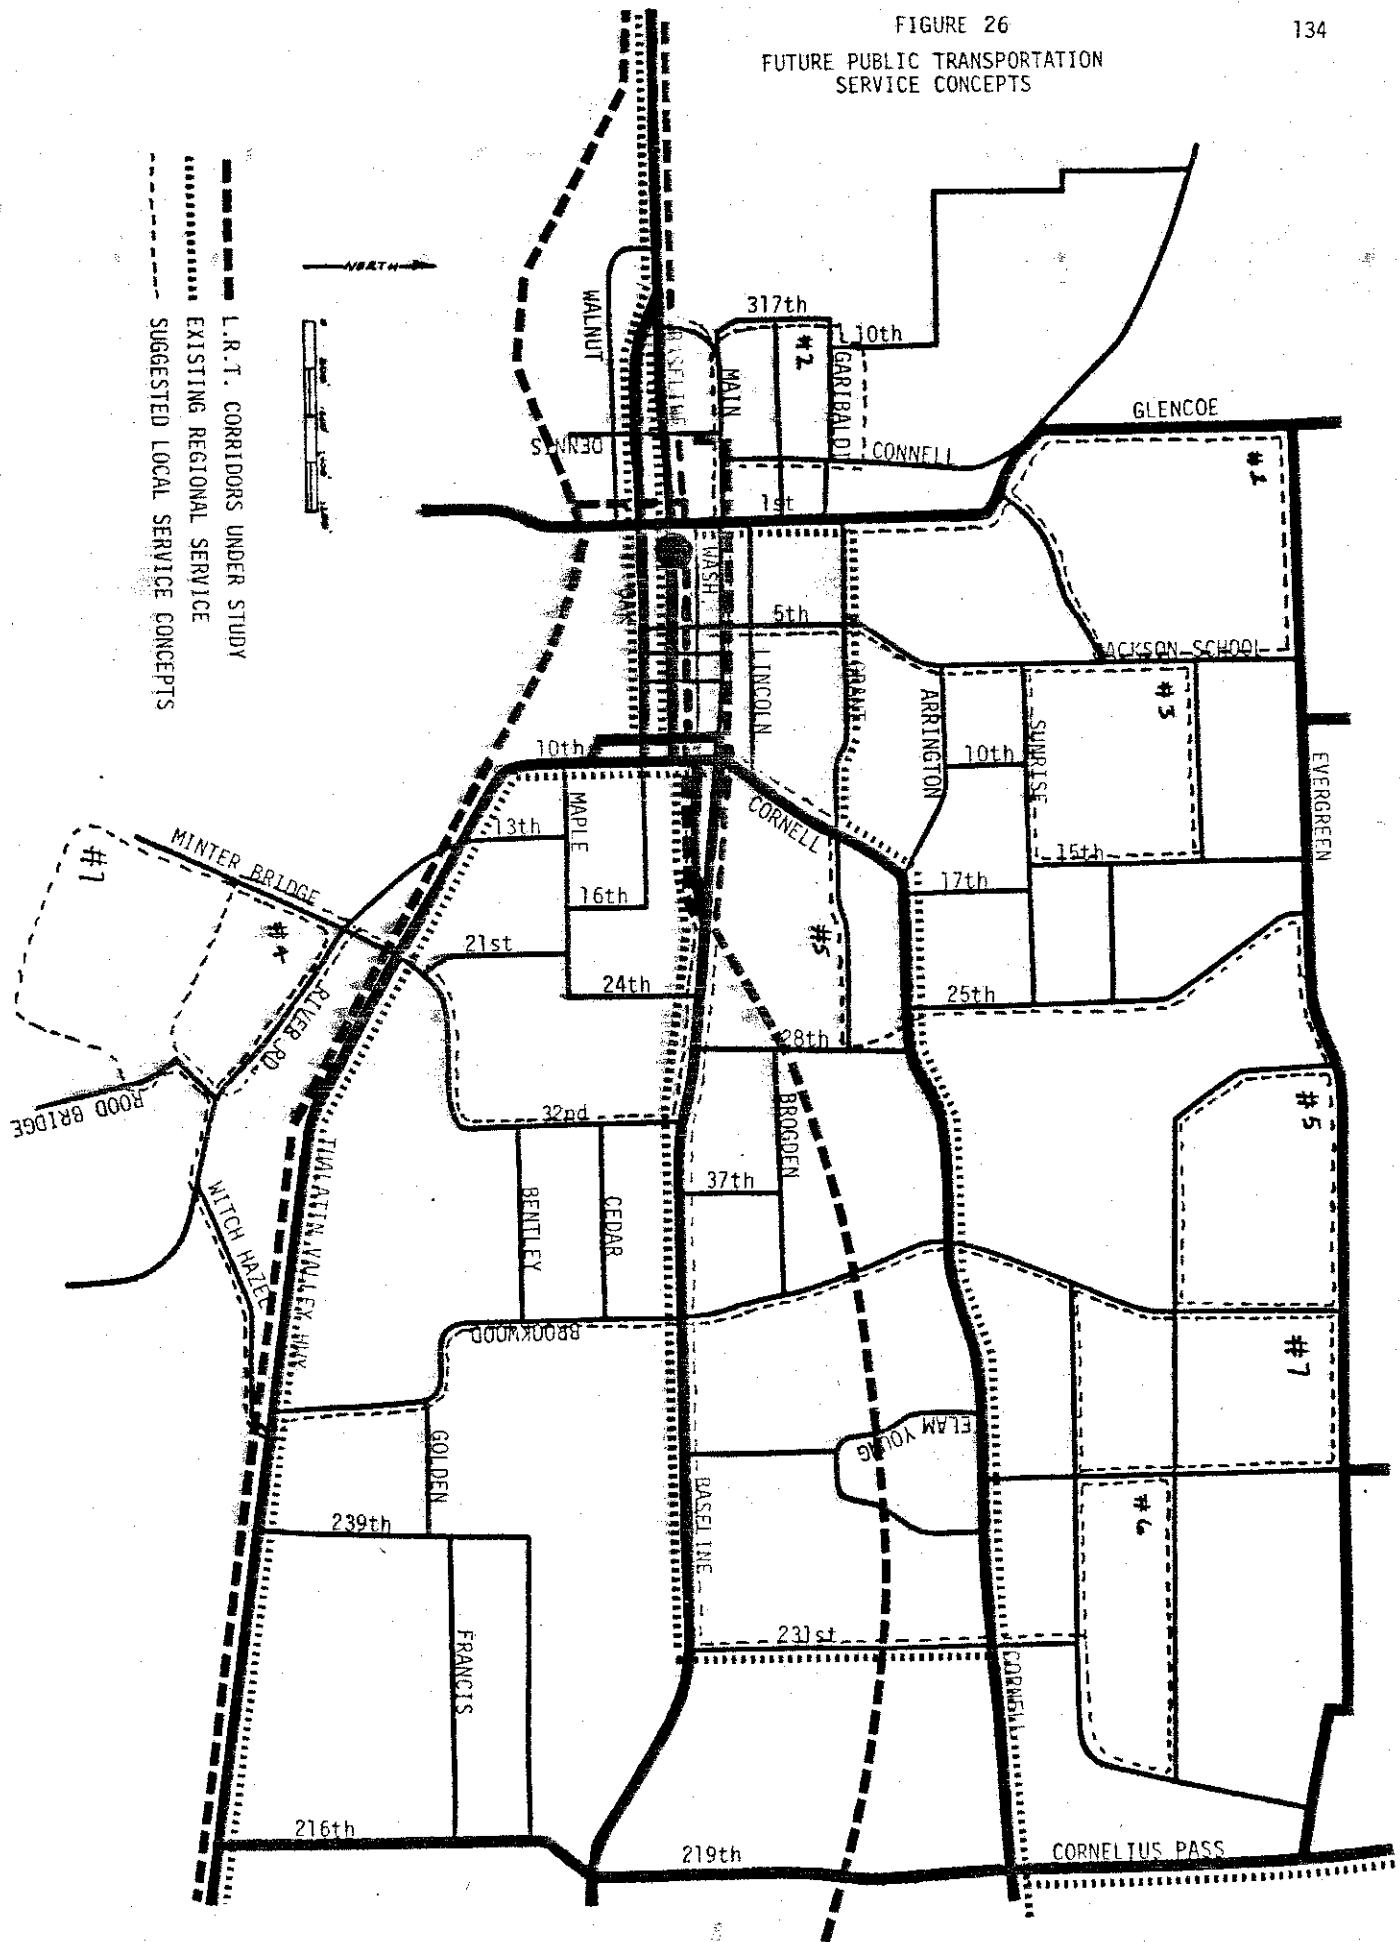 FIGURE 26
134
FUTURE PUBLIC TRANSPORTATION
SERVICE CONCEPTS
L.R.T. CORRIDORS UNDER STUDY
EXISTING REGIONAL SERVICE
SUGGESTED LOCAL SERVICE CONCEPTS
NORTH
WALNUT
BASELINE
317th
10th
#2
MAIN
GARIBALDI
GLENCOE
DENNIS
CONNELL
#1
1st
WASH
OAK
5th
JACKSON SCHOOL
LINCOLN
GRANT
ARRINGTON
SUNRISE
#3
10th
10th
EVERGREEN
CORNELL
MAPLE
13th
15th
MINTER BRIDGE
#7
16th
17th
#4
21st
#5
24th
25th
RIVER RD
28th
ROOD BRIDGE
32nd
BROGDEN
#5
TUALATIN VALLEY HWY
WITCH HAZEL
BENTLEY
CEDAR
37th
BROOKWOOD
#7
ELAM YOUNG
GOLDEN
BASELINE
#6
239th
231st
FRANCIS
CORNELL
216th
219th
CORNELIUS PASS